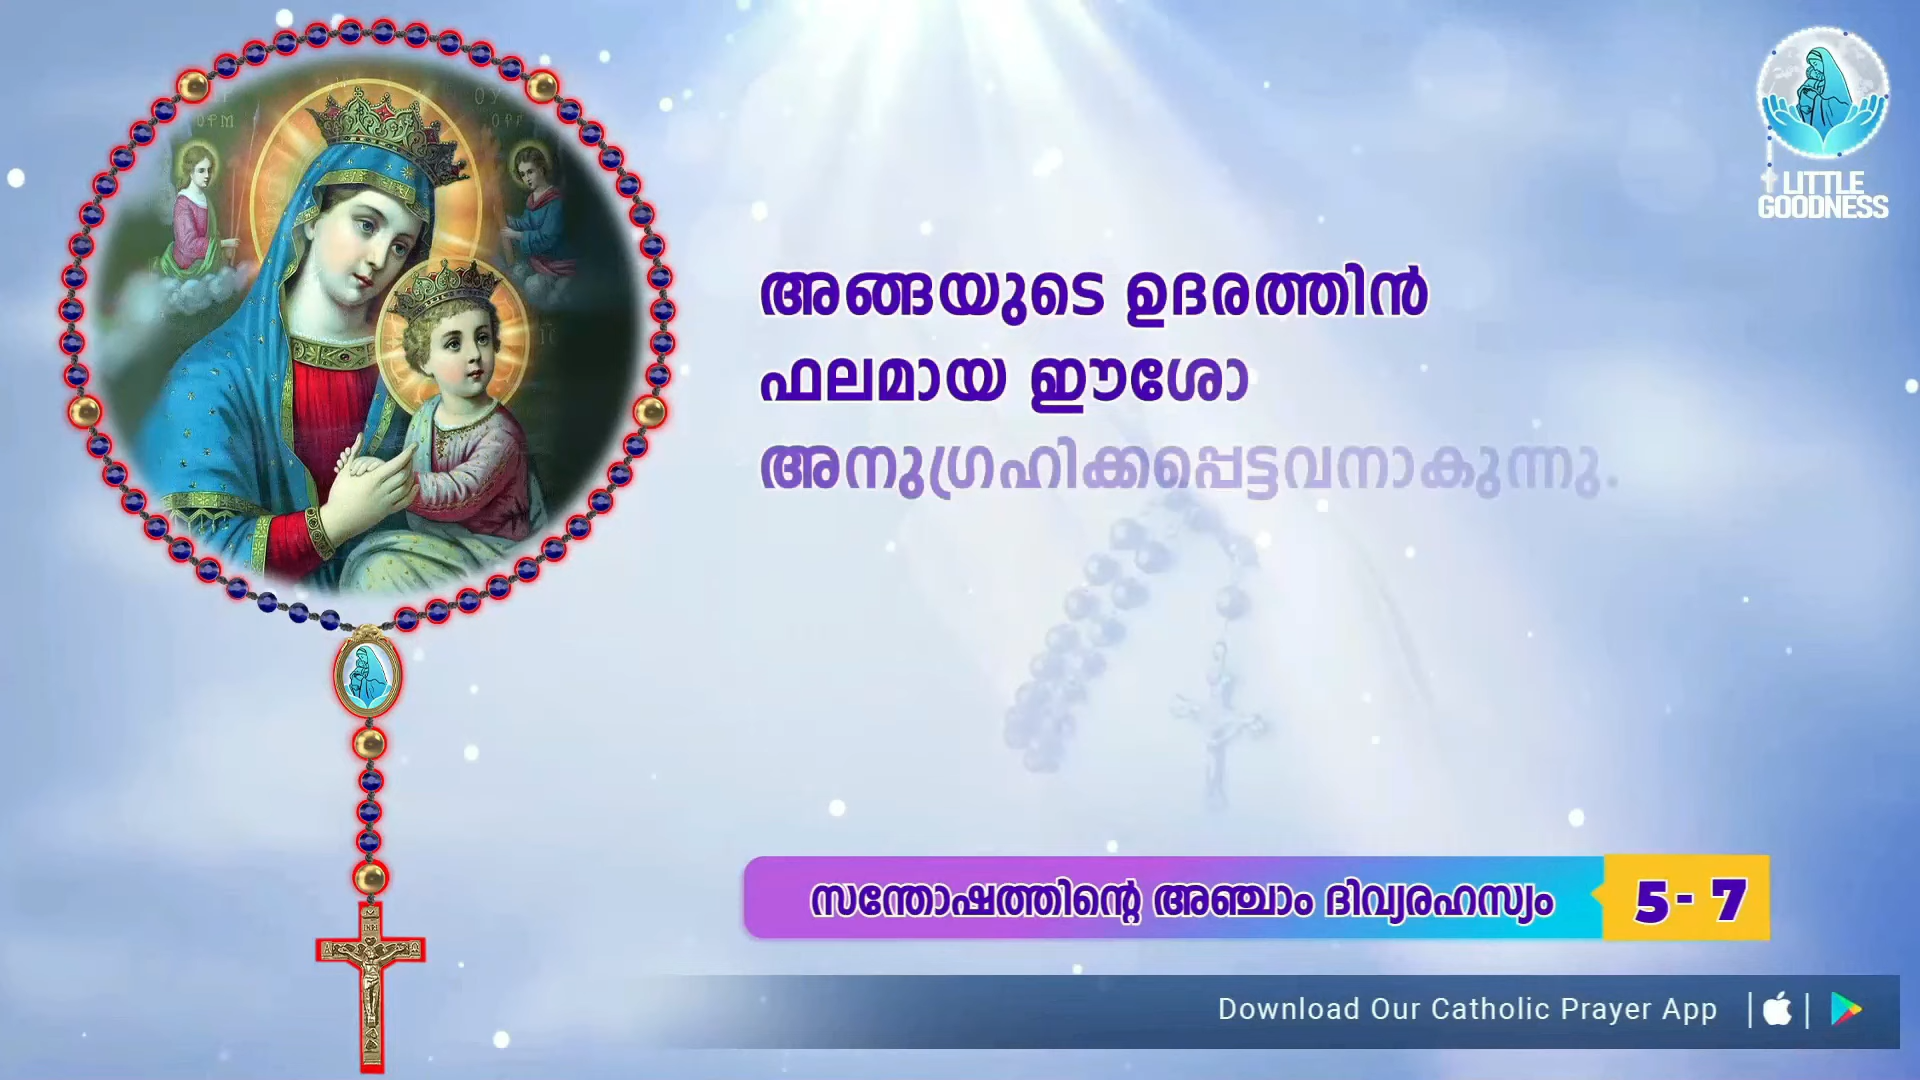 LITTLE
GOODNESS
അങ്ങയുടെ ഉദരത്തിൻ
ഫലമായ ഈശോ
അനുഗ്രഹിക്കപ്പെട്ടവനാകുന്നു.
സന്തോഷത്തിന്റെ അഞ്ചാം ദിവ്യരഹസ്യം 5 - 7
Download Our Catholic Prayer App